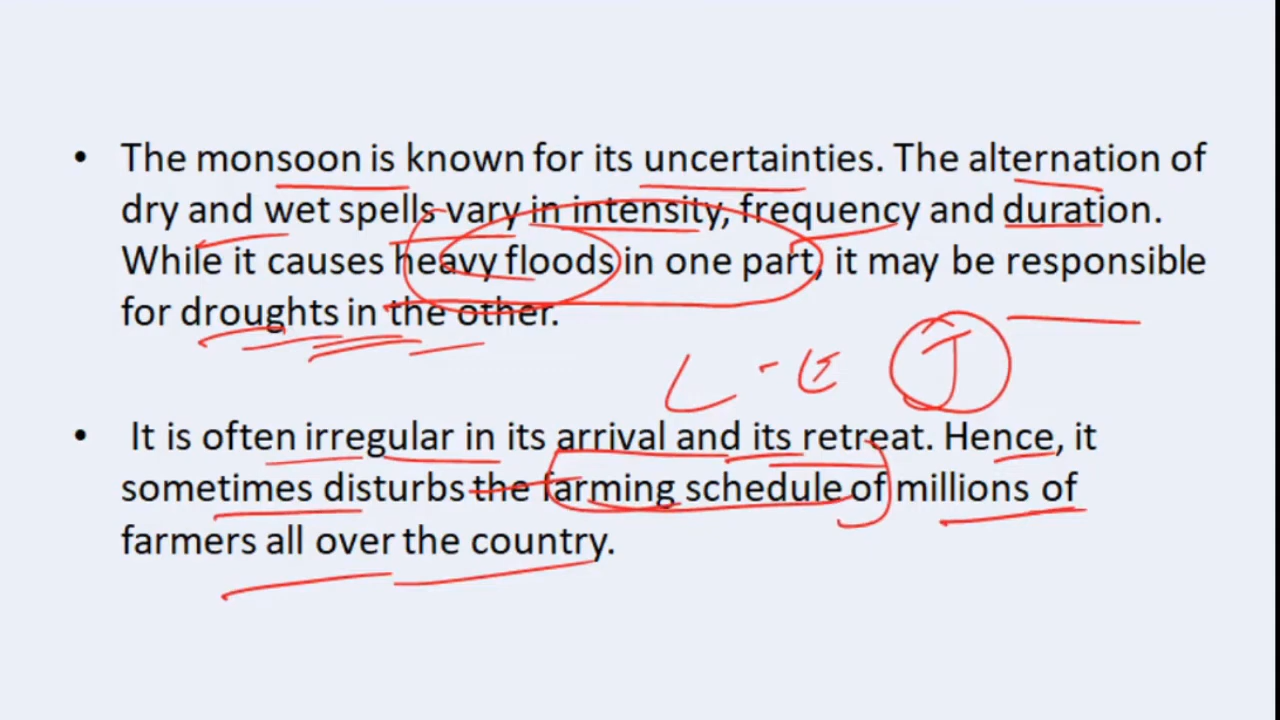 • The monsoon is known for its uncertainties. The alternation of
dry and wet spells vary in intensity, frequency and duration.
While it causes heavy floods in one part, it may be responsible
for droughts in the other.
• It is often irregular in its arrival and its retreat. Hence, it
sometimes disturbs the farming schedule of millions of
farmers all over the country.